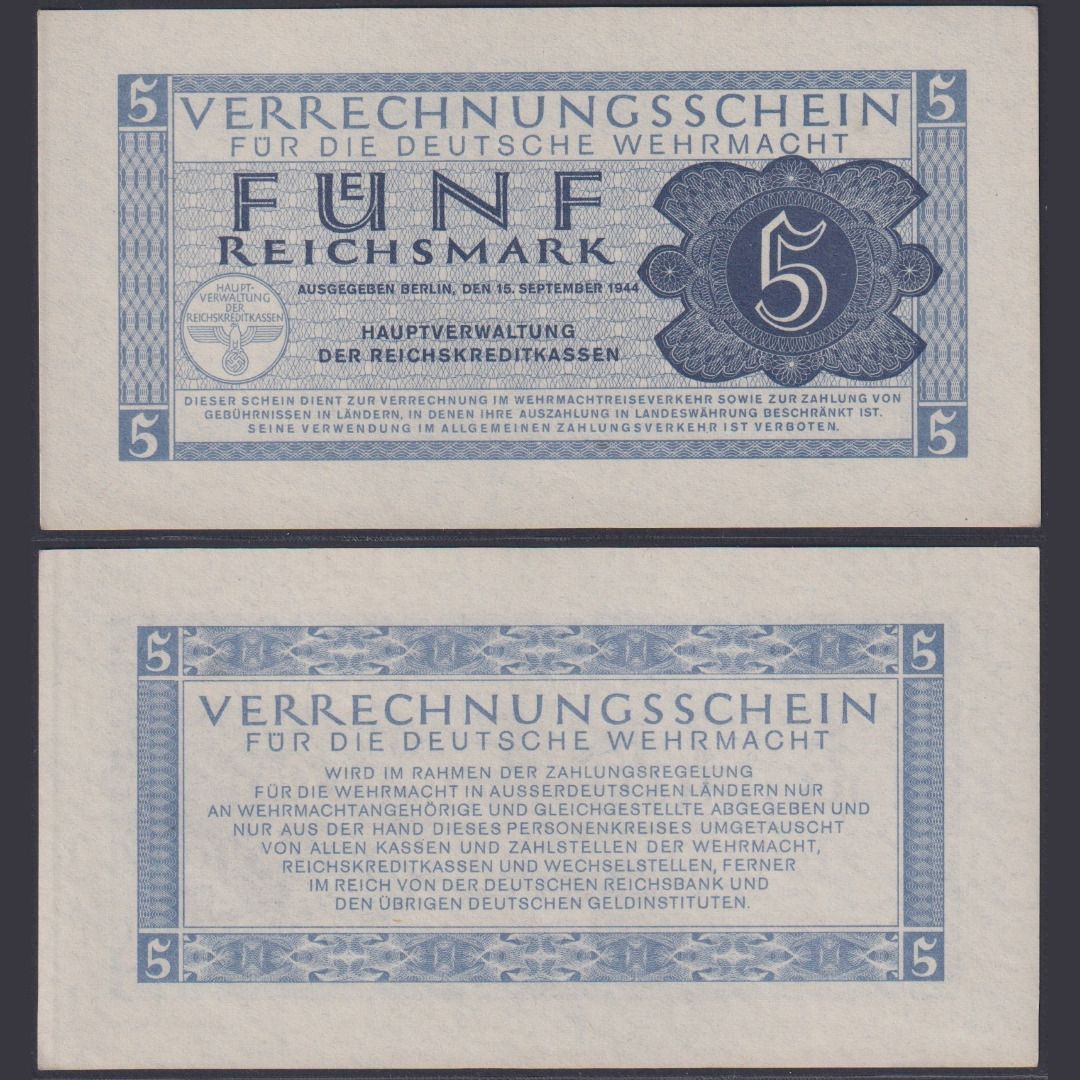 5 5
VERRECHNUNGSSCHEIN
FÜR DIE DEUTSCHE WEHRMACHT
FUENF
REICHSMARK
5
AUSGEGEBEN BERLIN, DEN 15. SEPTEMBER 1944
HAUPT-
VERWALTUNG
DER
REICHSKREDITKASSEN
HAUPTVERWALTUNG
DER REICHSKREDITKASSEN
DIESER SCHEIN DIENT ZUR VERRECHNUNG IM WEHRMACHTREISEVERKEHR SOWIE ZUR ZAHLUNG VON
GEBÜHRNISSEN IN LÄNDERN, IN DENEN IHRE AUSZAHLUNG IN LANDESWÄHRUNG BESCHRÄNKT IST.
SEINE VERWENDUNG IM ALLGEMEINEN ZAHLUNGSVERKEHR IST VERBOTEN.
5 5
5 5
VERRECHNUNGSSCHEIN
FÜR DIE DEUTSCHE WEHRMACHT
WIRD IM RAHMEN DER ZAHLUNGSREGELUNG
FÜR DIE WEHRMACHT IN AUSSERDEUTSCHEN LÄNDERN NUR
AN WEHRMACHTANGEHÖRIGE UND GLEICHGESTELLTE ABGEGEBEN UND
NUR AUS DER HAND DIESES PERSONENKREISES UMGETAUSCHT
VON ALLEN KASSEN UND ZAHLSTELLEN DER WEHRMACHT,
REICHSKREDITKASSEN UND WECHSELSTELLEN, FERNER
IM REICH VON DER DEUTSCHEN REICHSBANK UND
DEN ÜBRIGEN DEUTSCHEN GELDINSTITUTEN.
5 5